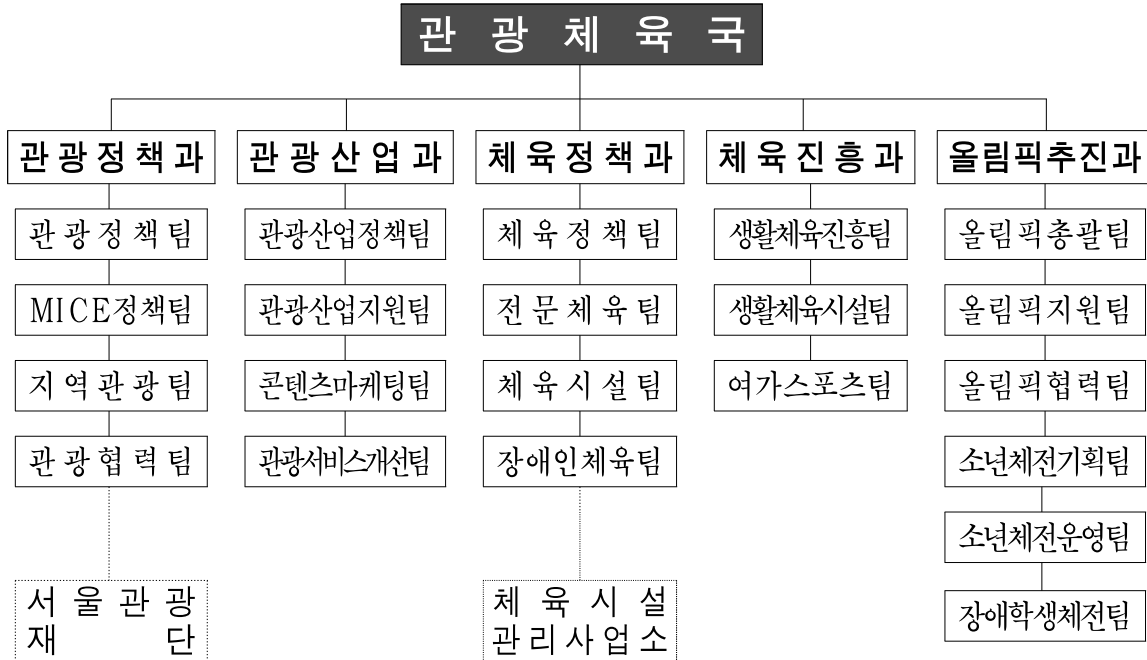 관광체육국
관광정책과
관광산업과
체육정책과
체육진흥과
올림픽추진과
관광정책팀
관광산업정책팀
체육정책팀
생활체육진흥팀
올림픽총괄팀
MICE정책팀
관광산업지원팀
전문체육팀
생활체육시설팀
올림픽지원팀
지역관광팀
콘텐츠마케팅팀
체육시설팀
여가스포츠팀
올림픽협력팀
관광협력팀
관광서비스개선팀
장애인체육팀
소년체전기획팀
소년체전운영팀
서울관광
재단
체육시설
관리사업소
장애학생체전팀